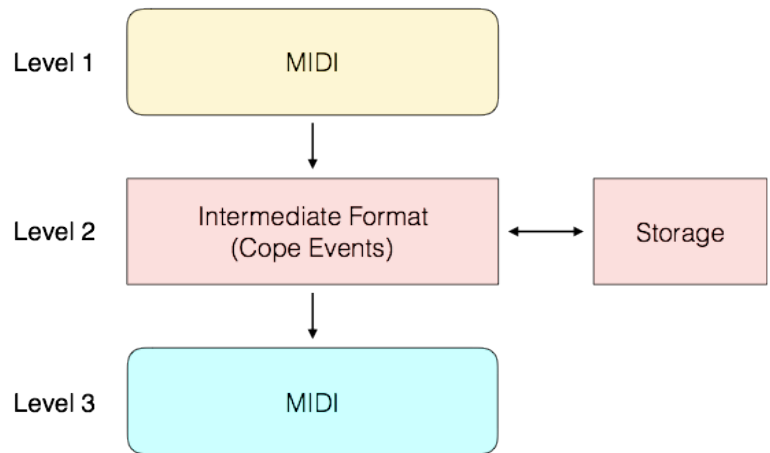 Level 1
MIDI
Level 2
Intermediate Format
(Cope Events)
Storage
Level 3
MIDI